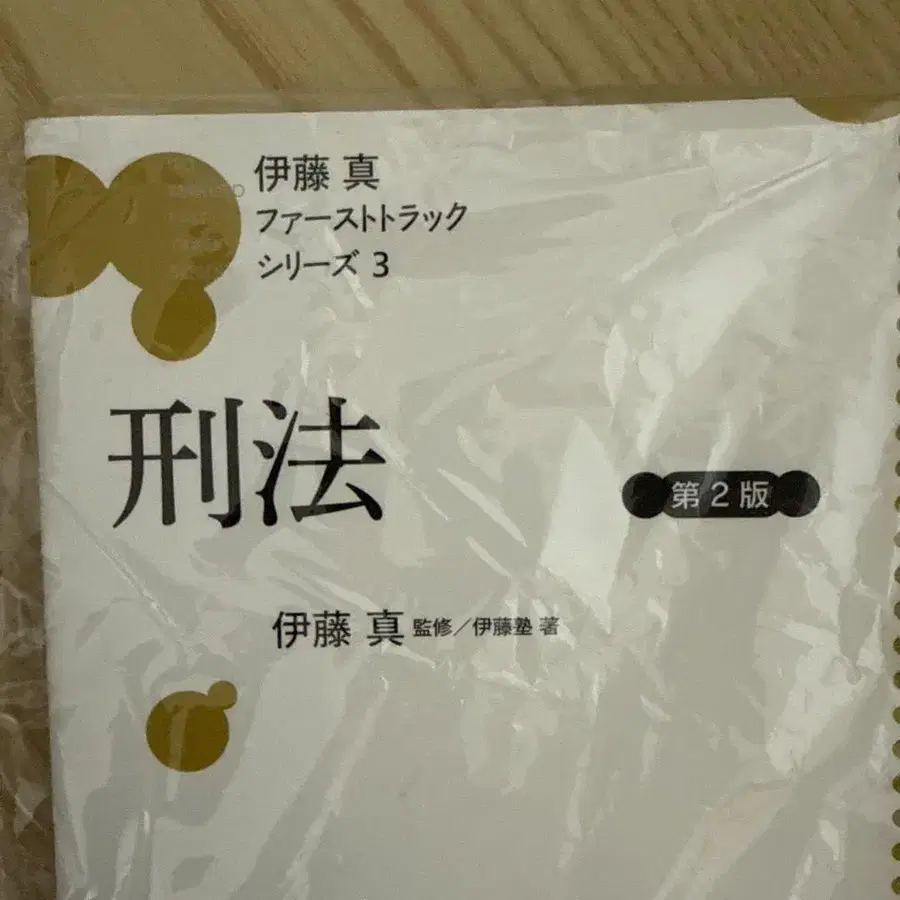 伊藤 真
ファーストトラック
シリーズ 3
刑法
第2版
伊藤 真 監修／伊藤塾 著